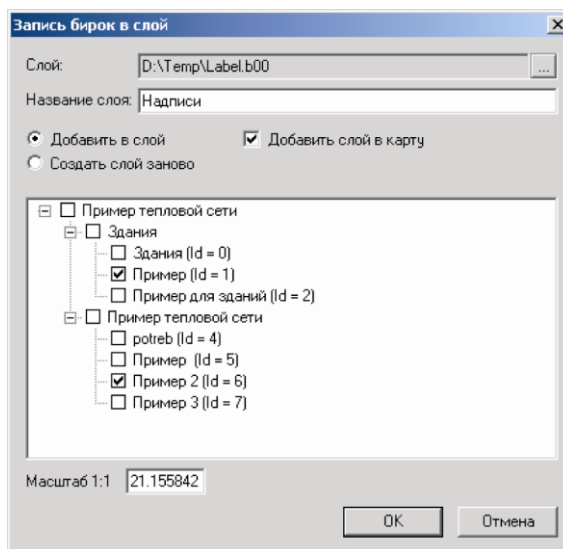 Запись бирок в слой
Слой: D:\Temp\Label.b00 ...
Название слоя: Надписи
Добавить в слой Добавить слой в карту
Создать слой заново
Пример тепловой сети
Здания
Здания (Id = 0)
Пример (Id = 1)
Пример для зданий (Id = 2)
Пример тепловой сети
potreb (Id = 4)
Пример (Id = 5)
Пример 2 (Id = 6)
Пример 3 (Id = 7)
Масштаб 1:1 21.155842
OK Отмена